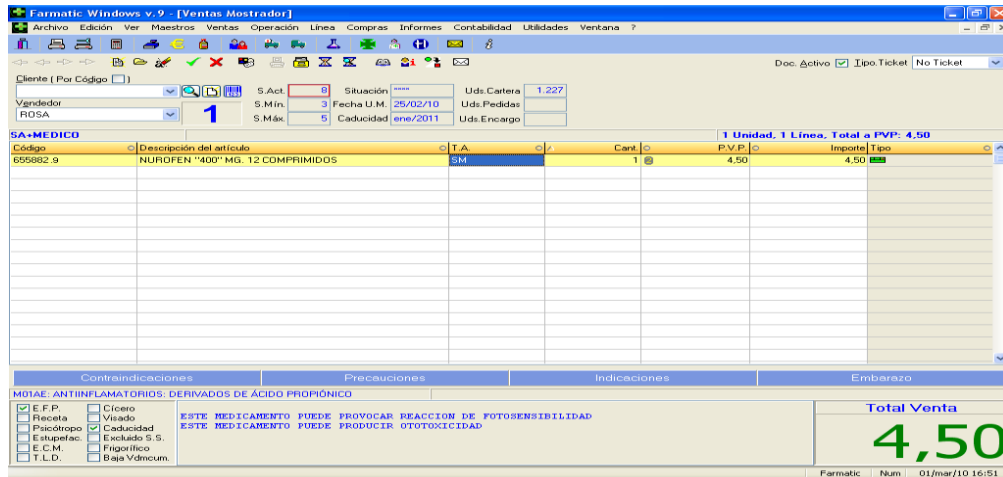 Farmatic Windows v. 9 - [Ventas Mostrador]
Archivo Edición Ver Maestros Ventas Operación Línea Compras Informes Contabilidad Utilidades Ventana ?
Doc. Activo Tipo.Ticket No Ticket
Cliente ( Por Código )
S.Act. 8 Situación **** Uds.Cartera 1.227
Vendedor
1
S.Mín. 3 Fecha U.M. 25/02/10 Uds.Pedidas
ROSA
S.Máx. 5 Caducidad ene/2011 Uds.Encargo
SA+MEDICO 1 Unidad, 1 Línea, Total a PVP: 4,50
Código Descripción del artículo T.A. Cant. P.V.P. Importe Tipo
655882.9 NUROFEN "400" MG. 12 COMPRIMIDOS SM 1 4,50 4,50
Contraindicaciones Precauciones Indicaciones Embarazo
M01AE: ANTIINFLAMATORIOS: DERIVADOS DE ÁCIDO PROPIÓNICO
E.F.P. Cícero
Receta Visado
Psicótropo Caducidad
Estupefac. Excluido S.S.
E.C.M. Frigorífico
T.L.D. Baja Vdmcum.
ESTE MEDICAMENTO PUEDE PROVOCAR REACCION DE FOTOSENSIBILIDAD
ESTE MEDICAMENTO PUEDE PRODUCIR OTOTOXICIDAD
Total Venta
4,50
Farmatic Num 01/mar/10 16:51